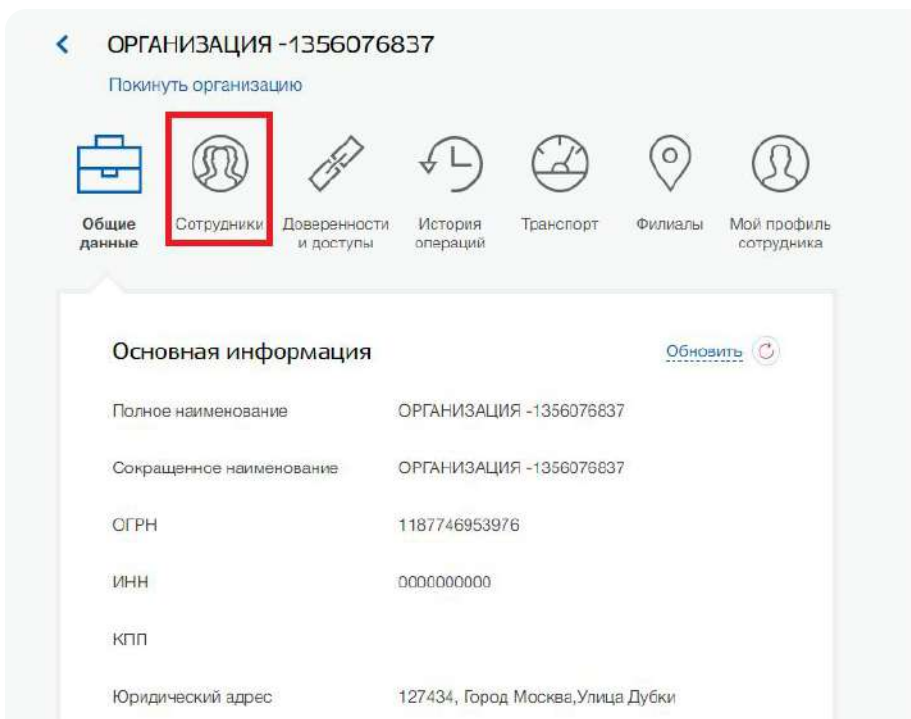 ОРГАНИЗАЦИЯ -1356076837
Покинуть организацию
Общие данные
Сотрудники
Доверенности и доступы
История операций
Транспорт
Филиалы
Мой профиль сотрудника
Основная информация
Обновить
Полное наименование ОРГАНИЗАЦИЯ -1356076837
Сокращенное наименование ОРГАНИЗАЦИЯ -1356076837
ОГРН 1187746953976
ИНН 0000000000
КПП
Юридический адрес 127434, Город Москва,Улица Дубки